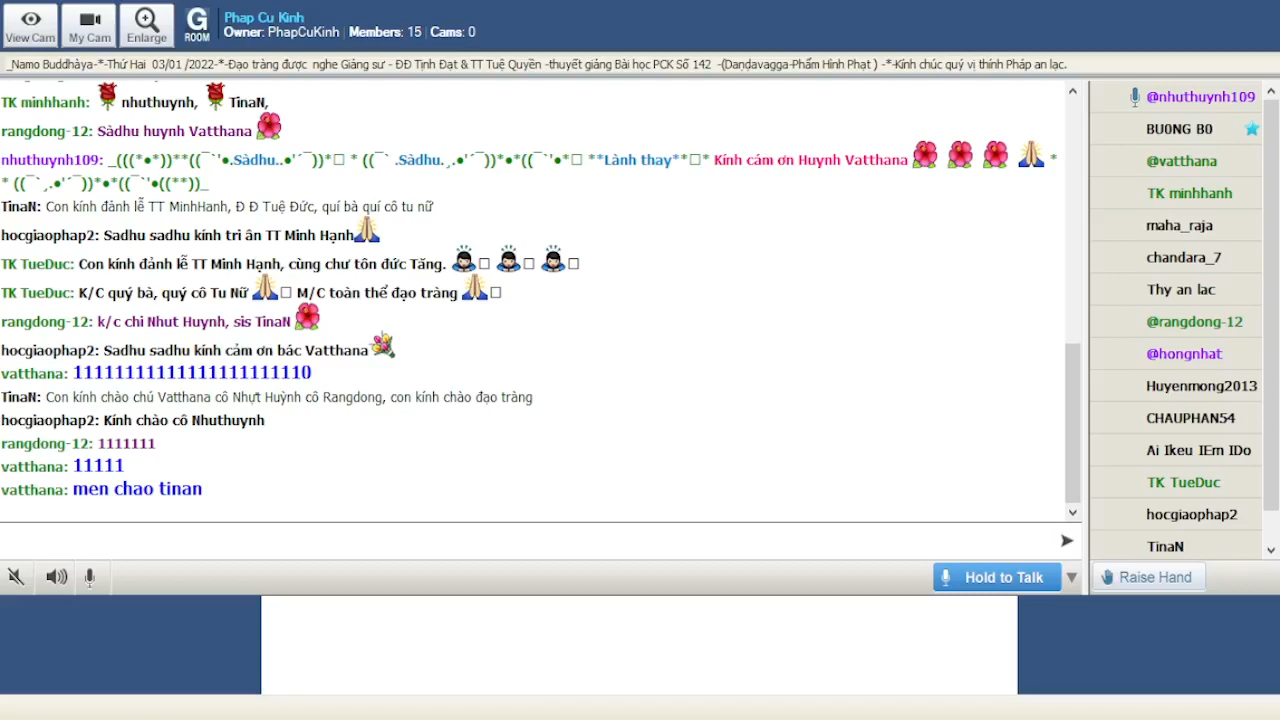 View Cam
My Cam
Enlarge
G ROOM
Phap Cu Kinh
Owner: PhapCuKinh | Members: 15 | Cams: 0
_Namo Buddhàya-*-Thứ Hai 03/01 /2022-*-Đạo tràng được nghe Giảng sư - ĐĐ Tịnh Đạt & TT Tuệ Quyền -thuyết giảng Bài học PCK Số 142 -(Daṇḍavagga-Phẩm Hình Phạt ) -*-Kính chúc quý vị thính Pháp an lạc.
TK minhhanh: nhuthuynh, TinaN,
rangdong-12: Sàdhu huynh Vatthana
nhuthuynh109: _(((*●*))**((¯`'●.Sàdhu..●'´¯))*□ * ((¯` .Sàdhu.¸.●'´¯))●*●((¯`'●*□ **Lành thay**□* Kính cám ơn Huynh Vatthana *
* ((¯`¸.●'´¯))*●*((¯`'●((**))_
TinaN: Con kính đảnh lễ TT MinhHanh, Đ Đ Tuệ Đức, quí bà quí cô tu nữ
hocgiaophap2: Sadhu sadhu kính tri ân TT Minh Hạnh
TK TueDuc: Con kính đảnh lễ TT Minh Hạnh, cùng chư tôn đức Tăng. □ □ □
TK TueDuc: K/C quý bà, quý cô Tu Nữ □ M/C toàn thể đạo tràng □
rangdong-12: k/c chi Nhut Huynh, sis TinaN
hocgiaophap2: Sadhu sadhu kính cảm ơn bác Vatthana
vatthana: 11111111111111111111110
TinaN: Con kính chào chú Vatthana cô Nhựt Huỳnh cô Rangdong, con kính chào đạo tràng
hocgiaophap2: Kính chào cô Nhuthuynh
rangdong-12: 1111111
vatthana: 11111
vatthana: men chao tinan
@nhuthuynh109
BU0NG B0
@vatthana
TK minhhanh
maha_raja
chandara_7
Thy an lac
@rangdong-12
@hongnhat
Huyenmong2013
CHAUPHAN54
Ai Ikeu IEm IDo
TK TueDuc
hocgiaophap2
TinaN
Hold to Talk
Raise Hand